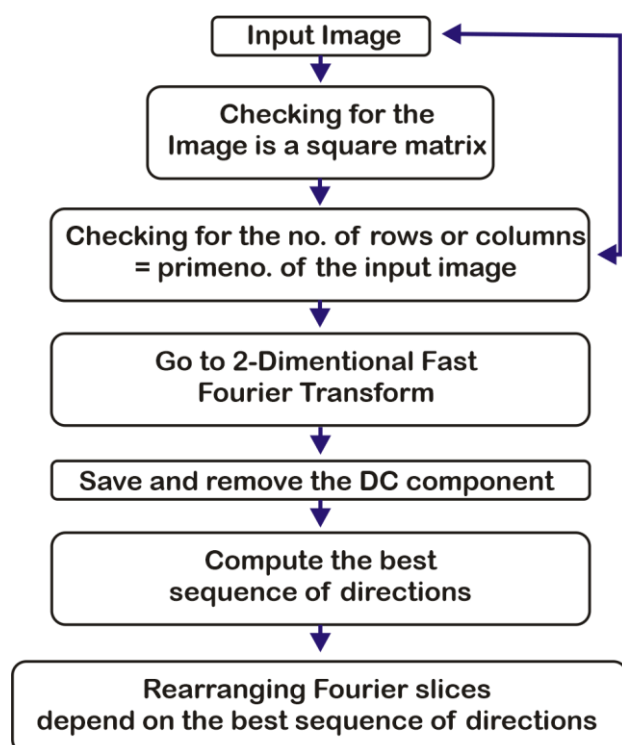 Input Image
Checking for the
Image is a square matrix
Checking for the no. of rows or columns
= primeno. of the input image
Go to 2-Dimentional Fast
Fourier Transform
Save and remove the DC component
Compute the best
sequence of directions
Rearranging Fourier slices
depend on the best sequence of directions